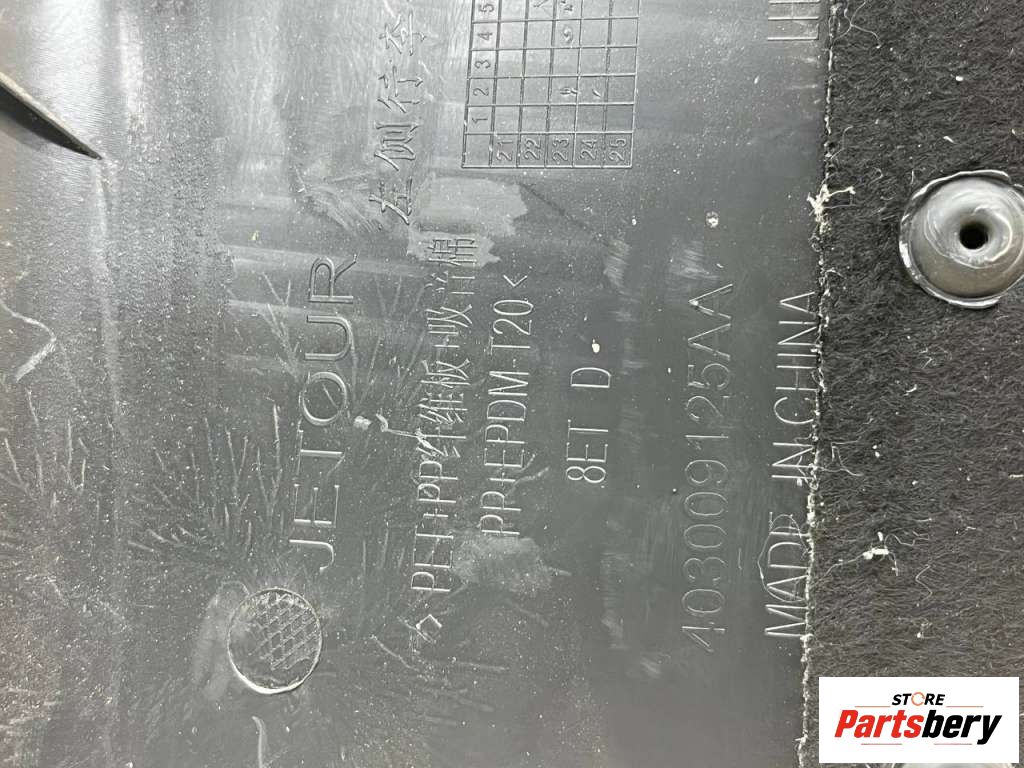 左侧行李
JETOUR
PET+PP纤维板+吸音棉
PP+EPDM-T20<
8ET D
403009125AA
MADE IN CHINA
1 2 3 4 5
21
22
23
24
25
STORE
Partsbery